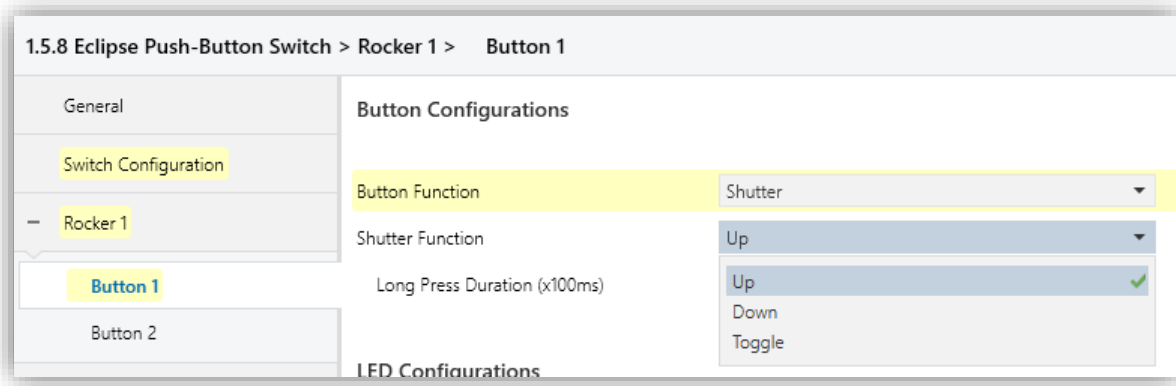 1.5.8 Eclipse Push-Button Switch > Rocker 1 > Button 1
General
Switch Configuration
Rocker 1
Button 1
Button 2
Button Configurations
Button Function Shutter
Shutter Function Up
Long Press Duration (x100ms)
Up
Down
Toggle
LED Configurations